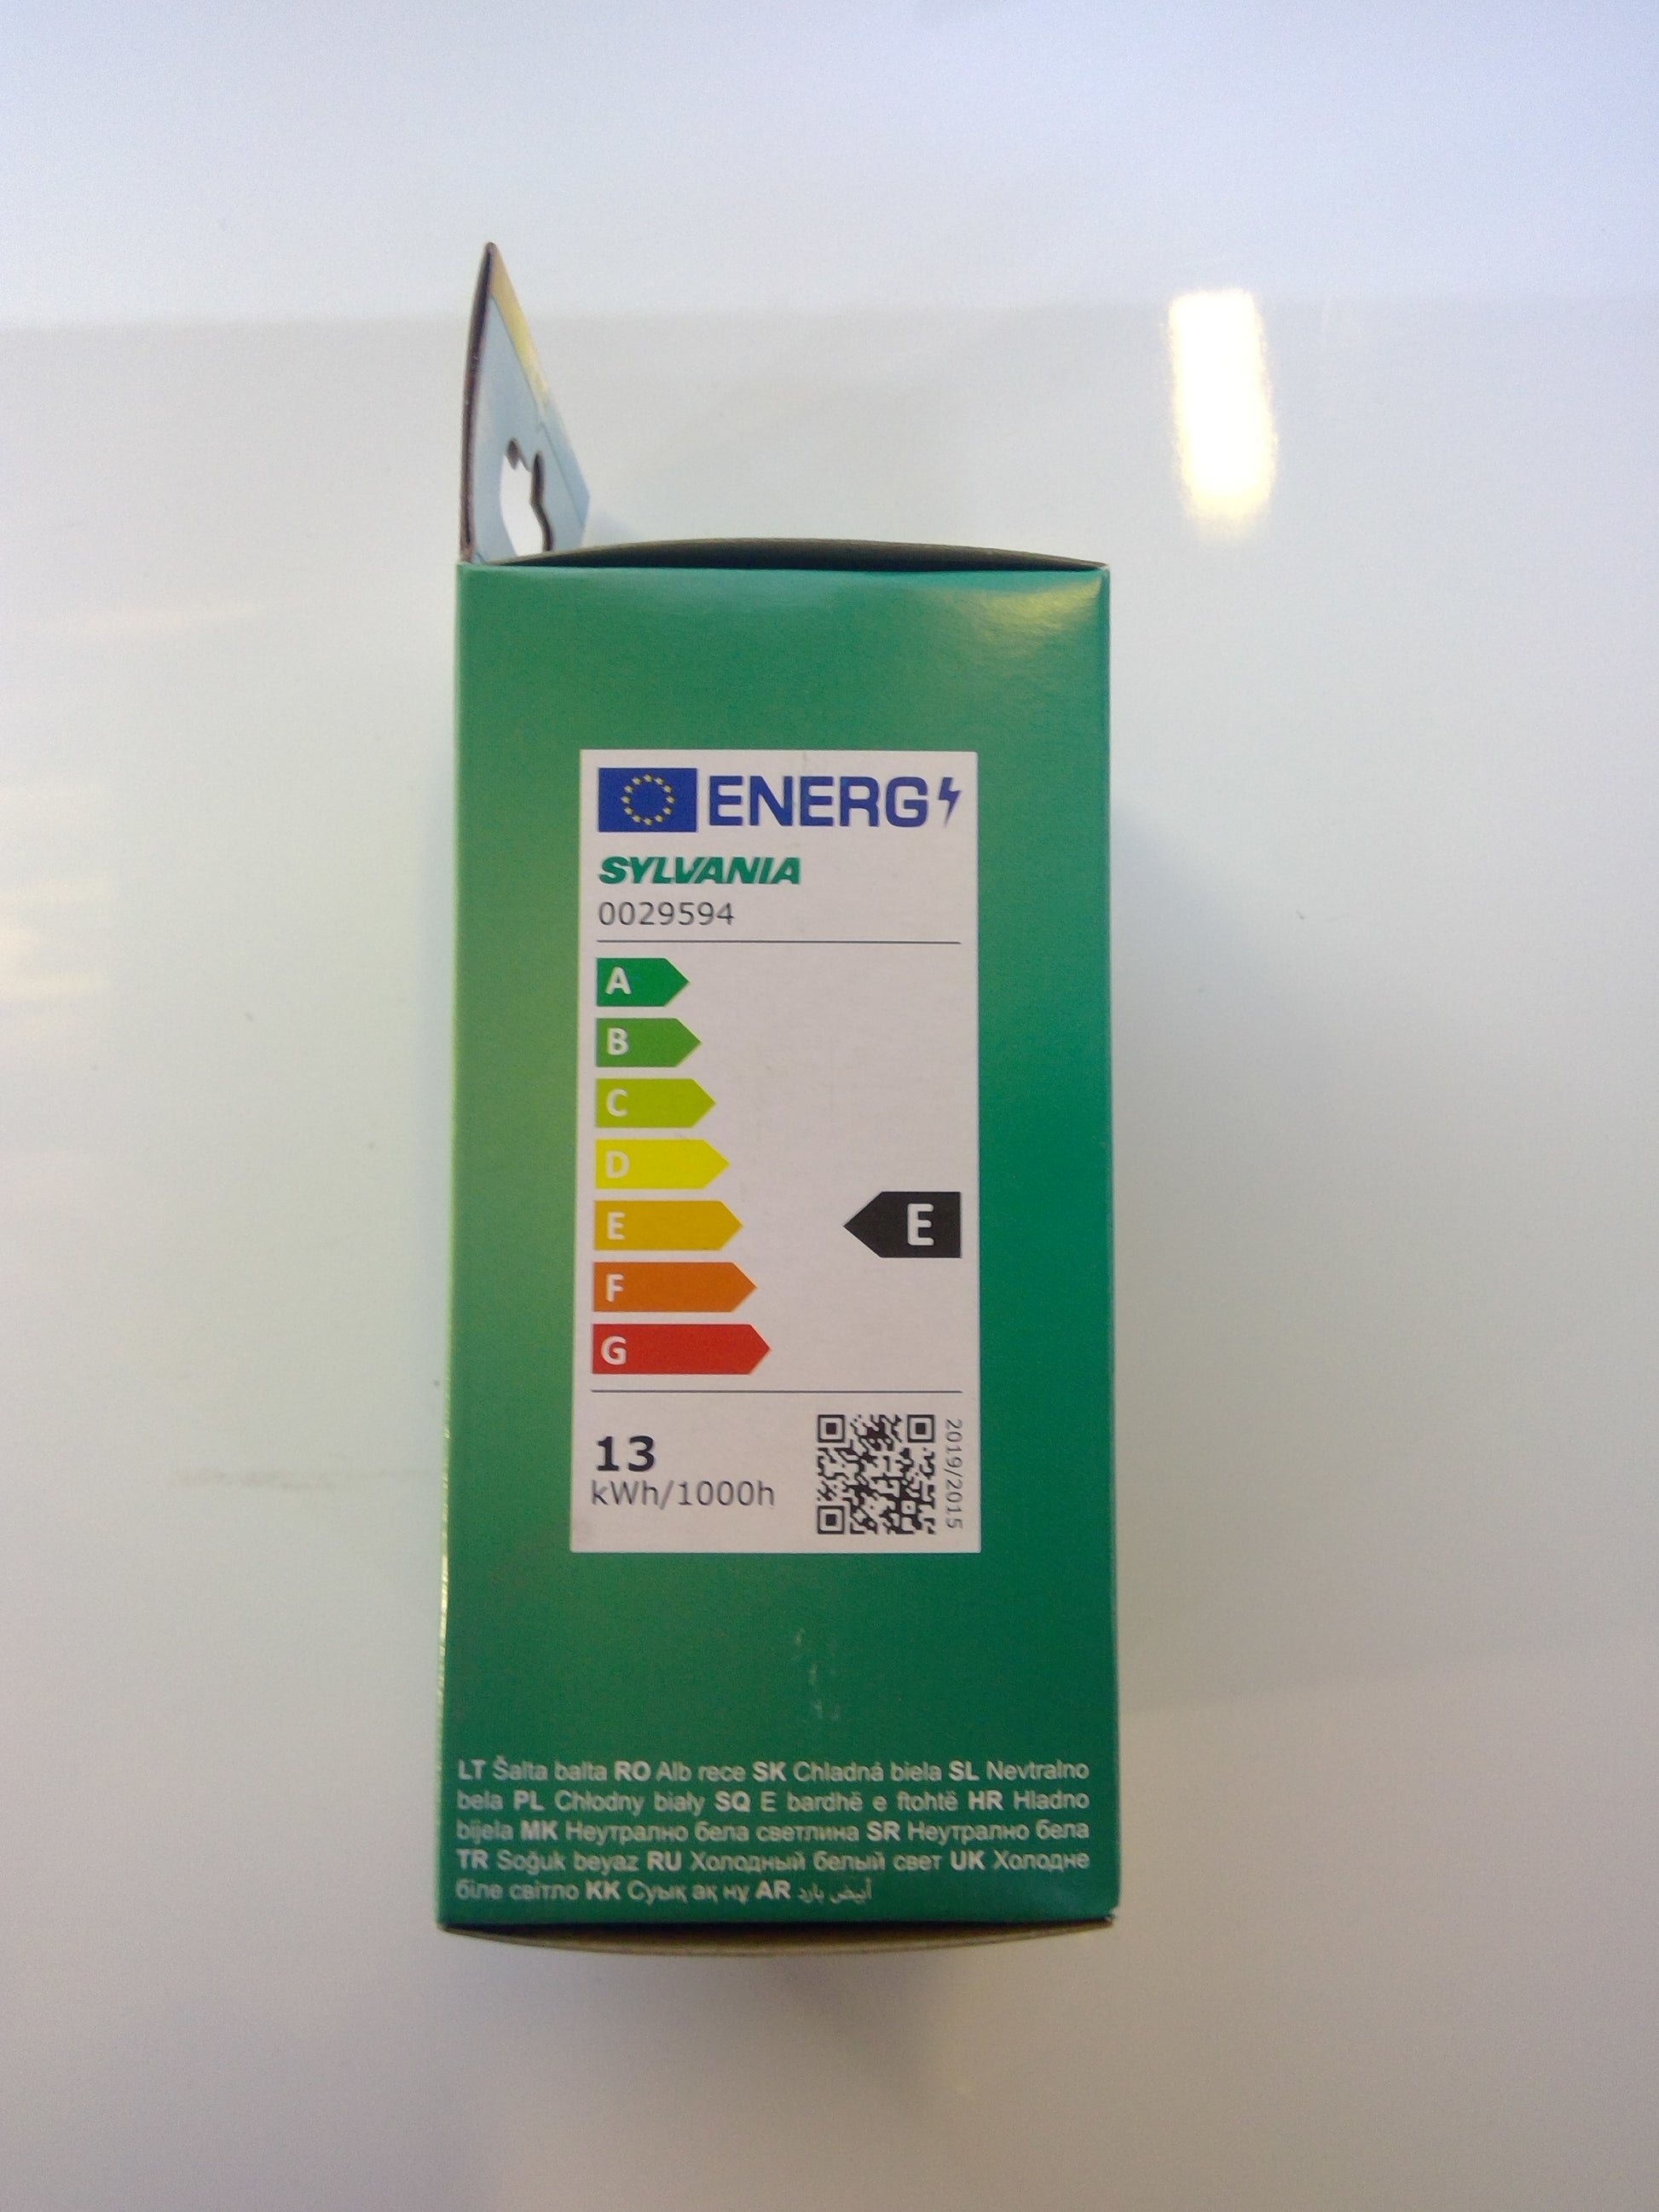 ENERG
SYLVANIA
0029594
A
B
C
D
E
E
F
G
13
kWh/1000h
2019/2015
LT Šalta balta RO Alb rece SK Chladná biela SL Nevtralno
bela PL Chłodny biały SQ E bardhë e ftohtë HR Hladno
bijela MK Неутрално бела светлина SR Неутрално бела
TR Soğuk beyaz RU Холодный белый свет UK Холодне
біле світло KK Суық ақ нұ AR أبيض بارد